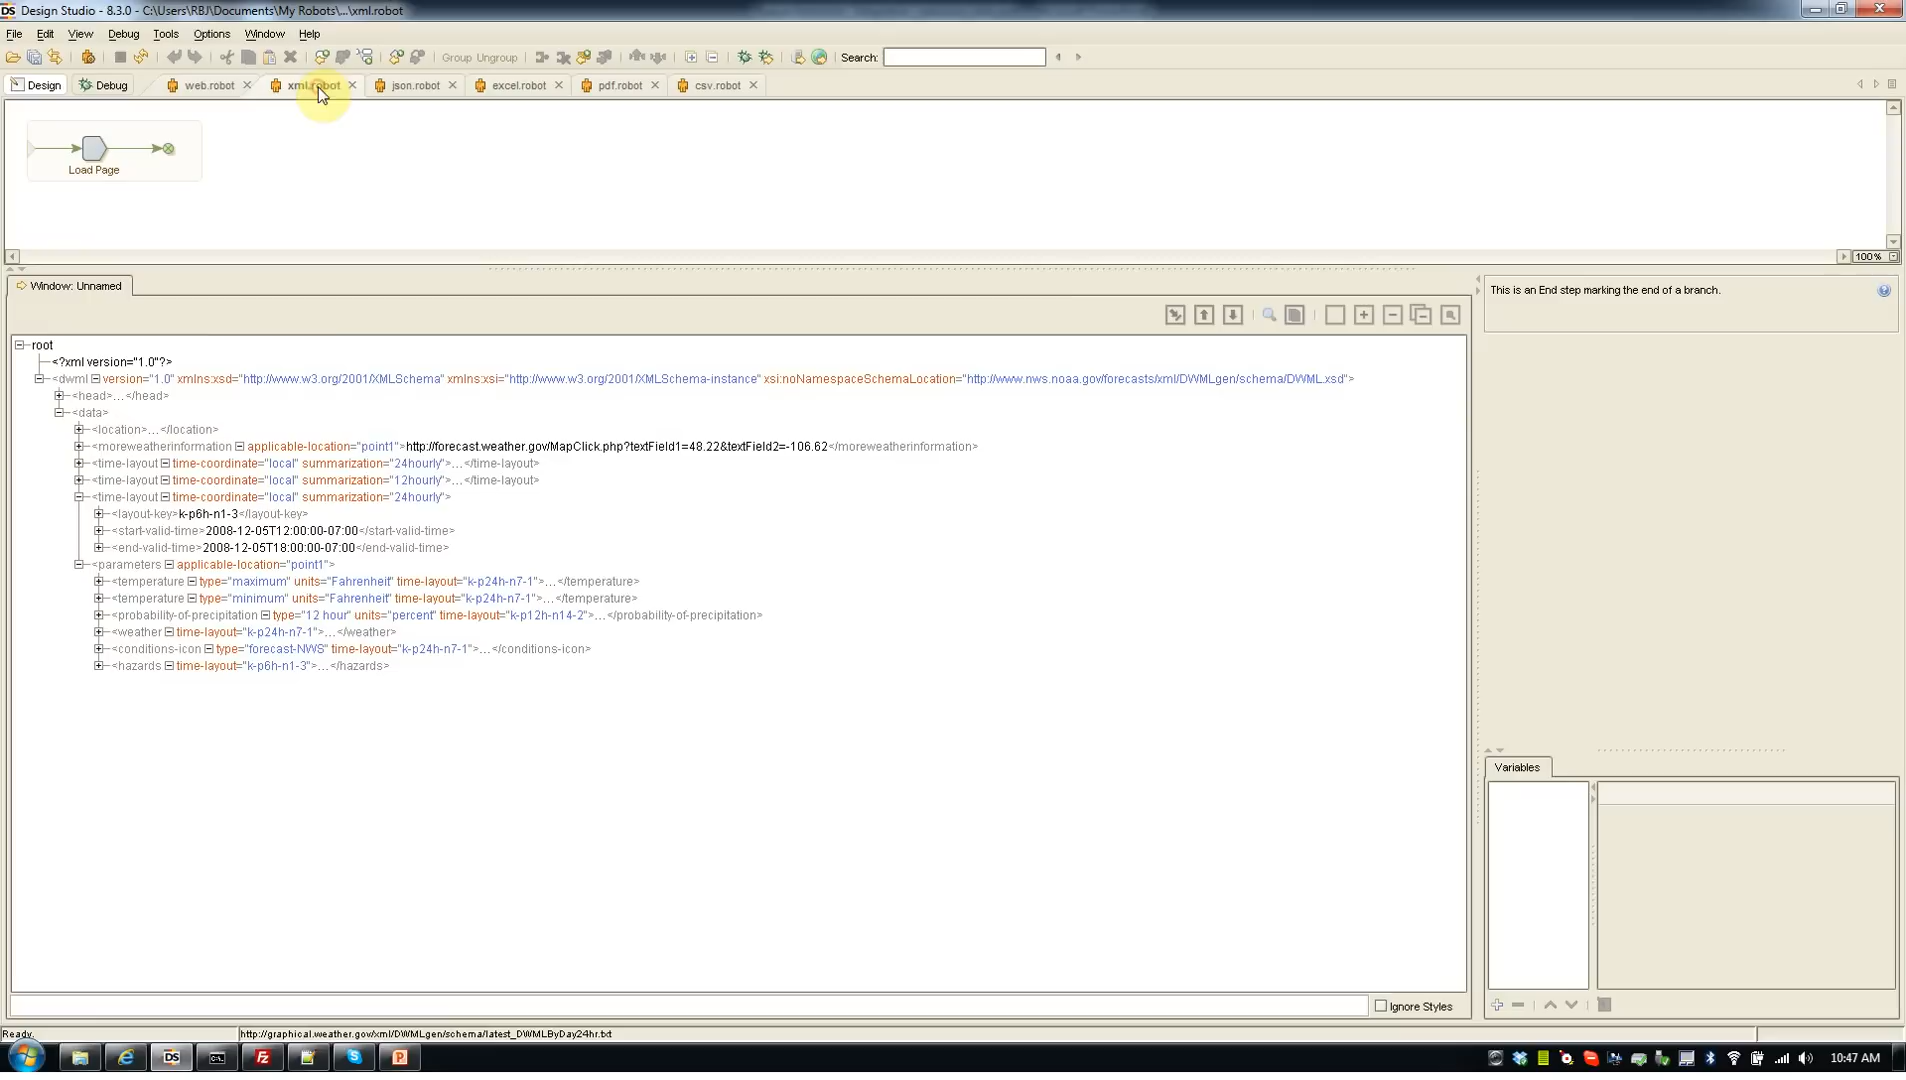 DS Design Studio - 8.3.0 - C:\Users\RBJ\Documents\My Robots\...\xml.robot
File Edit View Debug Tools Options Window Help
Group Ungroup Search:
Design Debug web.robot xml.robot json.robot excel.robot pdf.robot csv.robot
Load Page
100%
Window: Unnamed
This is an End step marking the end of a branch.
root
<?xml version="1.0"?>
<dwml version="1.0" xmlns:xsd="http://www.w3.org/2001/XMLSchema" xmlns:xsi="http://www.w3.org/2001/XMLSchema-instance" xsi:noNamespaceSchemaLocation="http://www.nws.noaa.gov/forecasts/xml/DWMLgen/schema/DWML.xsd">
<head>...</head>
<data>
<location>...</location>
<moreweatherinformation applicable-location="point1">http://forecast.weather.gov/MapClick.php?textField1=48.22&textField2=-106.62</moreweatherinformation>
<time-layout time-coordinate="local" summarization="24hourly">...</time-layout>
<time-layout time-coordinate="local" summarization="12hourly">...</time-layout>
<time-layout time-coordinate="local" summarization="24hourly">
<layout-key>k-p6h-n1-3</layout-key>
<start-valid-time>2008-12-05T12:00:00-07:00</start-valid-time>
<end-valid-time>2008-12-05T18:00:00-07:00</end-valid-time>
<parameters applicable-location="point1">
<temperature type="maximum" units="Fahrenheit" time-layout="k-p24h-n7-1">...</temperature>
<temperature type="minimum" units="Fahrenheit" time-layout="k-p24h-n7-1">...</temperature>
<probability-of-precipitation type="12 hour" units="percent" time-layout="k-p12h-n14-2">...</probability-of-precipitation>
<weather time-layout="k-p24h-n7-1">...</weather>
<conditions-icon type="forecast-NWS" time-layout="k-p24h-n7-1">...</conditions-icon>
<hazards time-layout="k-p6h-n1-3">...</hazards>
Variables
Ignore Styles
Ready. http://graphical.weather.gov/xml/DWMLgen/schema/latest_DWMLByDay24hr.txt
DS 10:47 AM